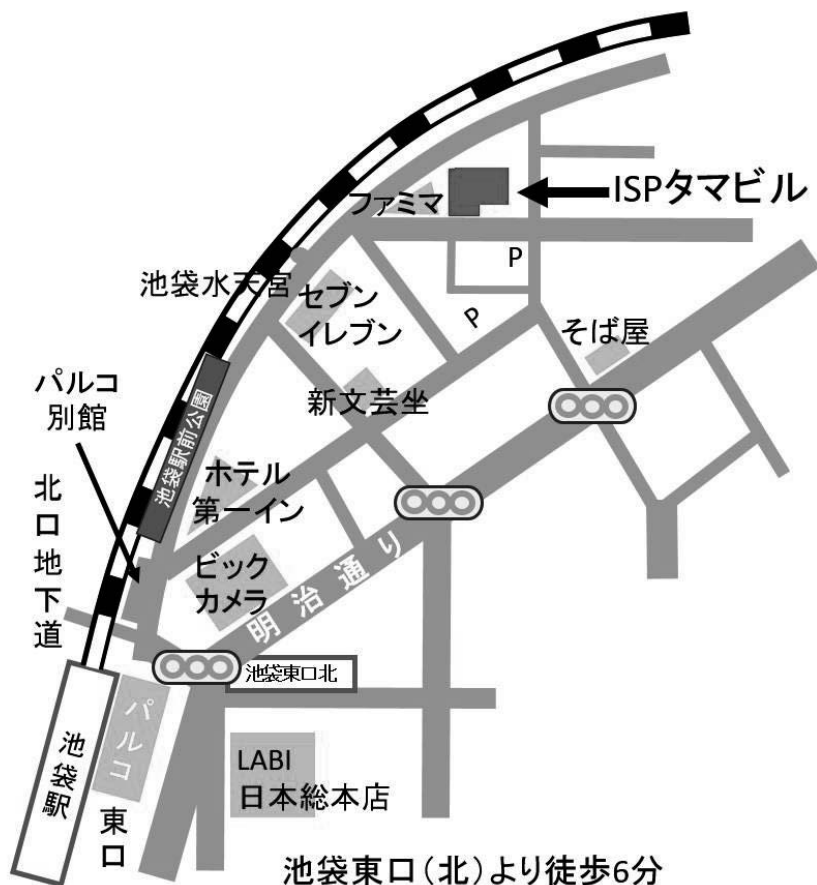 ISPタマビル
ファミマ
P
池袋水天宮
セブン
イレブン
P
そば屋
パルコ
別館
新文芸坐
池袋駅前公園
ホテル
第一イン
北口地下道
ビック
カメラ
明治通り
池袋東口北
パルコ
池袋駅
LABI
日本総本店
東口
池袋東口(北)より徒歩6分